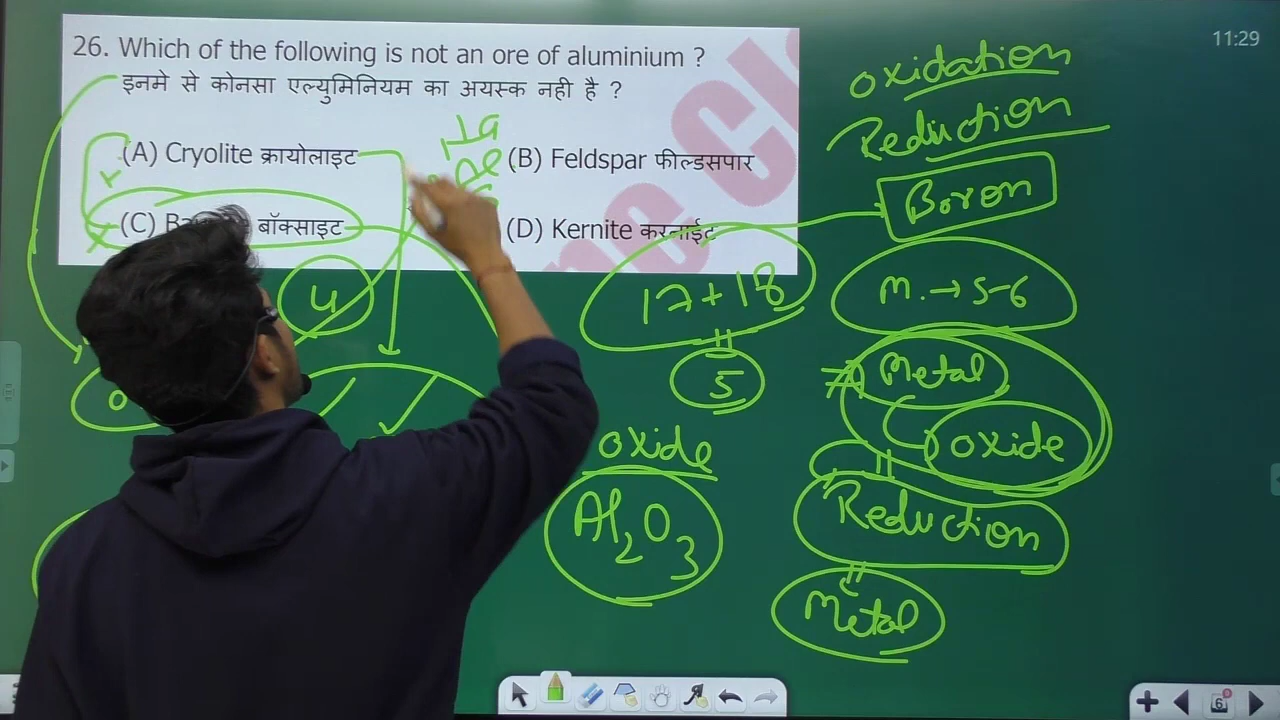 26. Which of the following is not an ore of aluminium ?
इनमे से कोनसा एल्युमिनियम का अयस्क नही है ?
(A) Cryolite क्रायोलाइट
(B) Feldspar फील्डसपार
(C) बॉक्साइट
(D) Kernite करनाईट
11:29
oxidation
Reduction
Boron
4
17 + 18
M. → 5-6
5
Metal
oxide
oxide
Al2O3
Reduction
Metal